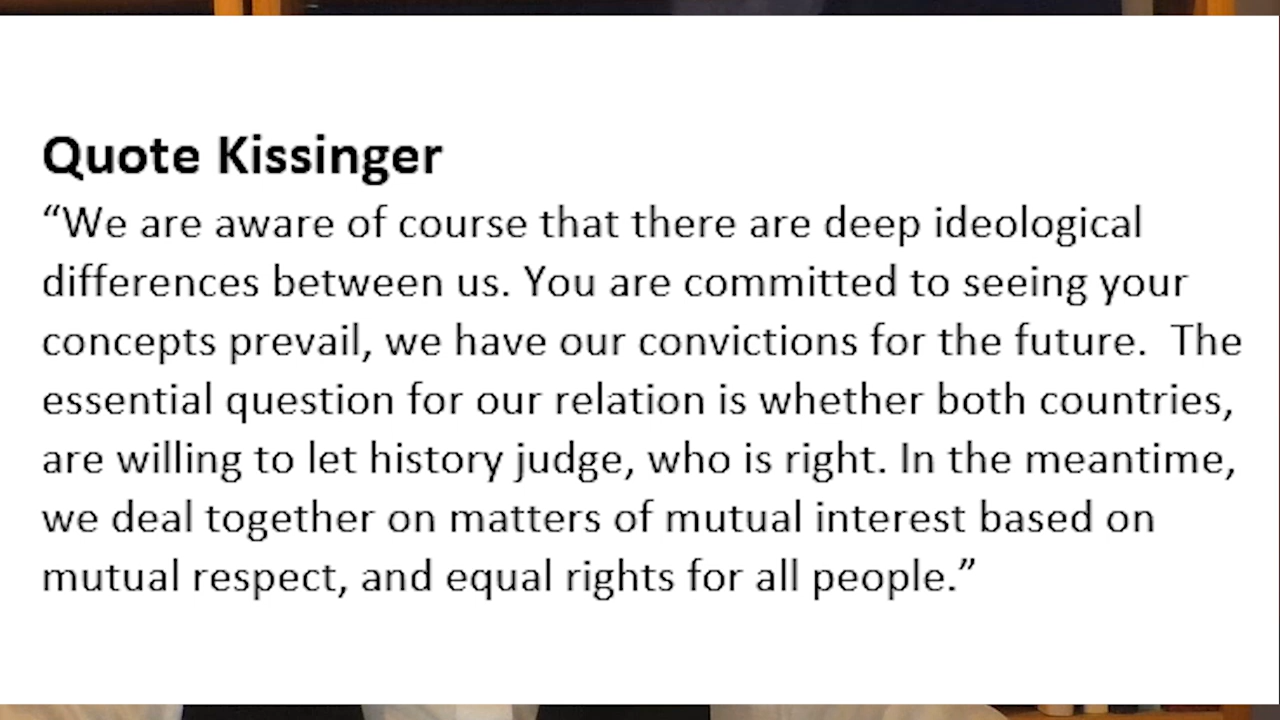 Quote Kissinger
“We are aware of course that there are deep ideological
differences between us. You are committed to seeing your
concepts prevail, we have our convictions for the future.  The
essential question for our relation is whether both countries,
are willing to let history judge, who is right. In the meantime,
we deal together on matters of mutual interest based on
mutual respect, and equal rights for all people.”